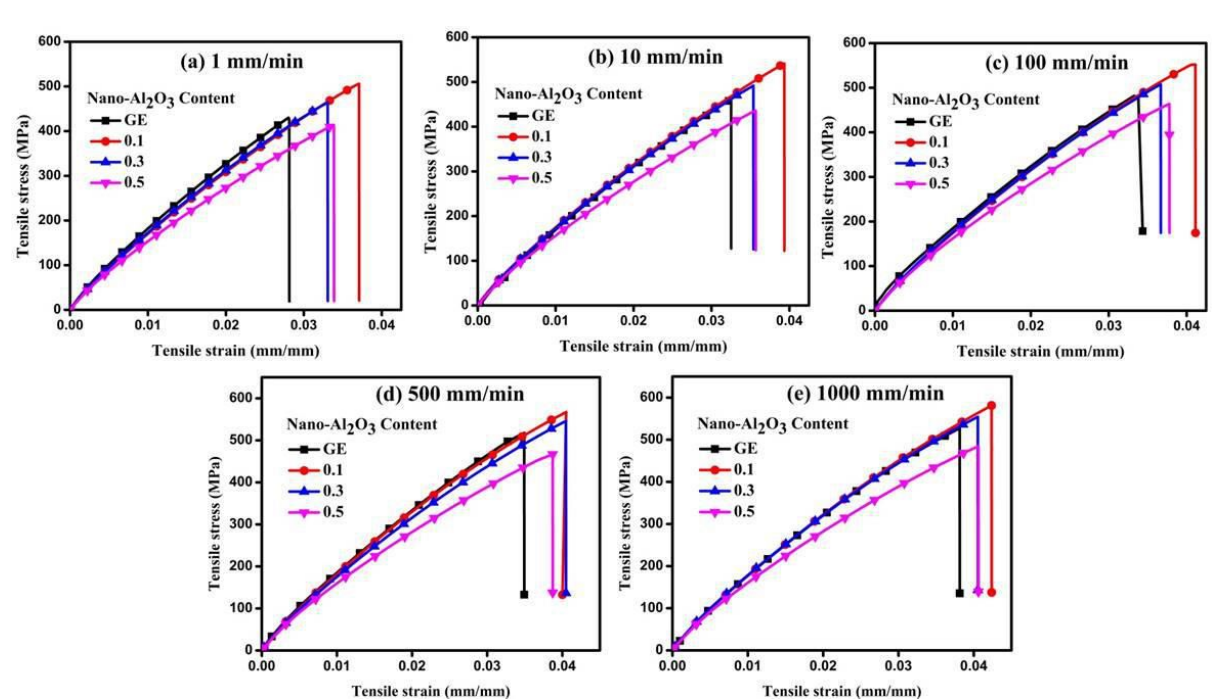 (a) 1 mm/min
Nano-Al2O3 Content
GE
0.1
0.3
0.5
Tensile stress (MPa)
600
500
400
300
200
100
0
0.00 0.01 0.02 0.03 0.04
Tensile strain (mm/mm)
(b) 10 mm/min
Nano-Al2O3 Content
GE
0.1
0.3
0.5
Tensile stress (MPa)
600
500
400
300
200
100
0
0.00 0.01 0.02 0.03 0.04
Tensile strain (mm/mm)
(c) 100 mm/min
Nano-Al2O3 Content
GE
0.1
0.3
0.5
Tensile stress (MPa)
600
500
400
300
200
100
0
0.00 0.01 0.02 0.03 0.04
Tensile strain (mm/mm)
(d) 500 mm/min
Nano-Al2O3 Content
GE
0.1
0.3
0.5
Tensile stress (MPa)
600
500
400
300
200
100
0
0.00 0.01 0.02 0.03 0.04
Tensile strain (mm/mm)
(e) 1000 mm/min
Nano-Al2O3 Content
GE
0.1
0.3
0.5
Tensile stress (MPa)
600
500
400
300
200
100
0
0.00 0.01 0.02 0.03 0.04
Tensile strain (mm/mm)